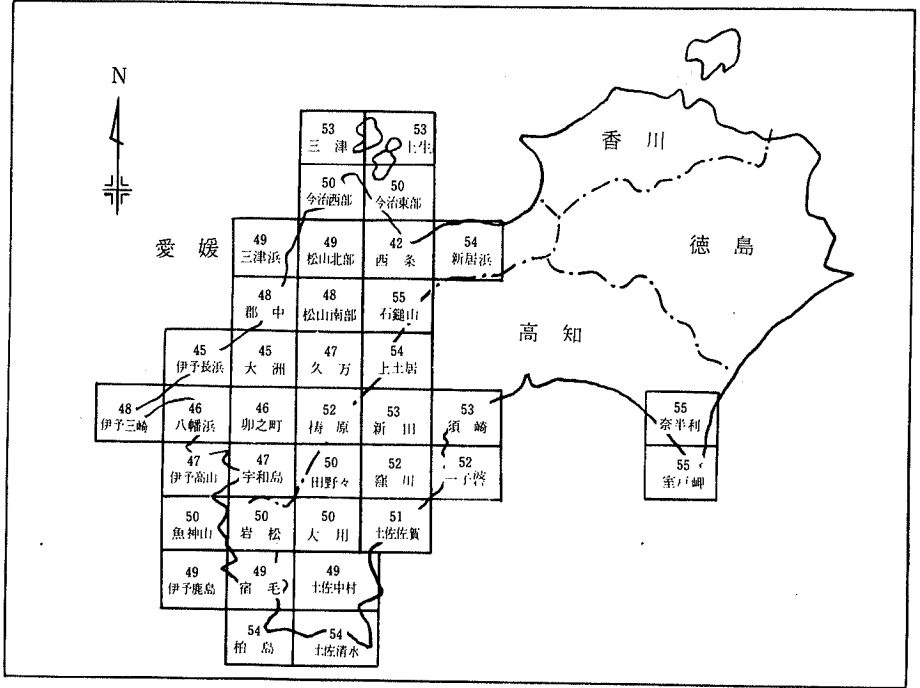 N
香川
53 53
三津 土生
50 50
今治西部 今治東部
愛媛
徳島
49 49 42 54
三津浜 松山北部 西条 新居浜
48 48 55
郡中 松山南部 石鎚山
高知
45 45 47 54
伊予長浜 大洲 久万 上土居
48 46 46 52 53 53 55
伊予三崎 八幡浜 卯之町 梼原 新田 須崎 奈半利
47 47 50 52 52 55
伊予高山 宇和島 田野々 窪川 室戸岬
50 50 50 51
魚神山 岩松 大川 土佐佐賀
49 49 49
伊予鹿島 宿毛 土佐中村
54 54
柏島 土佐清水